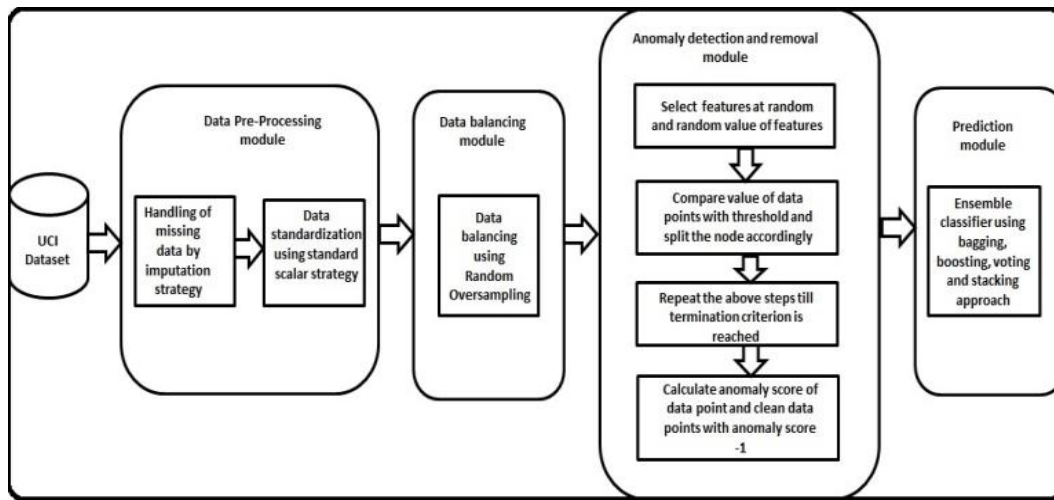 UCI
Dataset
Data Pre-Processing
module
Handling of
missing
data by
imputation
strategy
Data
standardization
using standard
scalar strategy
Data balancing
module
Data
balancing
using
Random
Oversampling
Anomaly detection and removal
module
Select features at random
and random value of features
Compare value of data
points with threshold and
split the node accordingly
Repeat the above steps till
termination criterion is
reached
Calculate anomaly score of
data point and clean data
points with anomaly score
-1
Prediction
module
Ensemble
classifier using
bagging,
boosting, voting
and stacking
approach